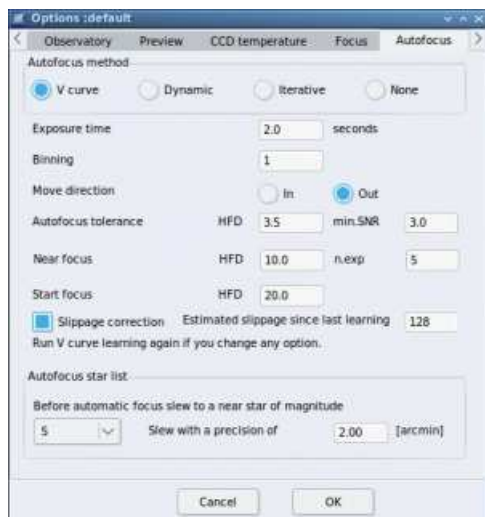 Options :default
Observatory Preview CCD temperature Focus Autofocus
Autofocus method
V curve Dynamic Iterative None
Exposure time 2.0 seconds
Binning 1
Move direction In Out
Autofocus tolerance HFD 3.5 min.SNR 3.0
Near focus HFD 10.0 n.exp 5
Start focus HFD 20.0
Slippage correction Estimated slippage since last learning 128
Run V curve learning again if you change any option.
Autofocus star list
Before automatic focus slew to a near star of magnitude
5 Slew with a precision of 2.00 [arcmin]
Cancel OK